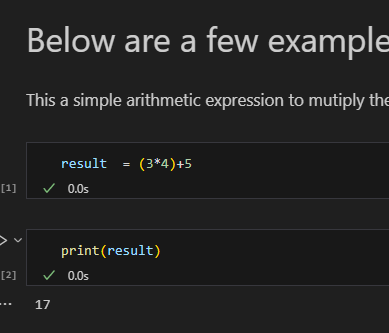 Below are a few example
This a simple arithmetic expression to mutiply the
result  = (3*4)+5
[1]
0.0s
print(result)
[2]
0.0s
17